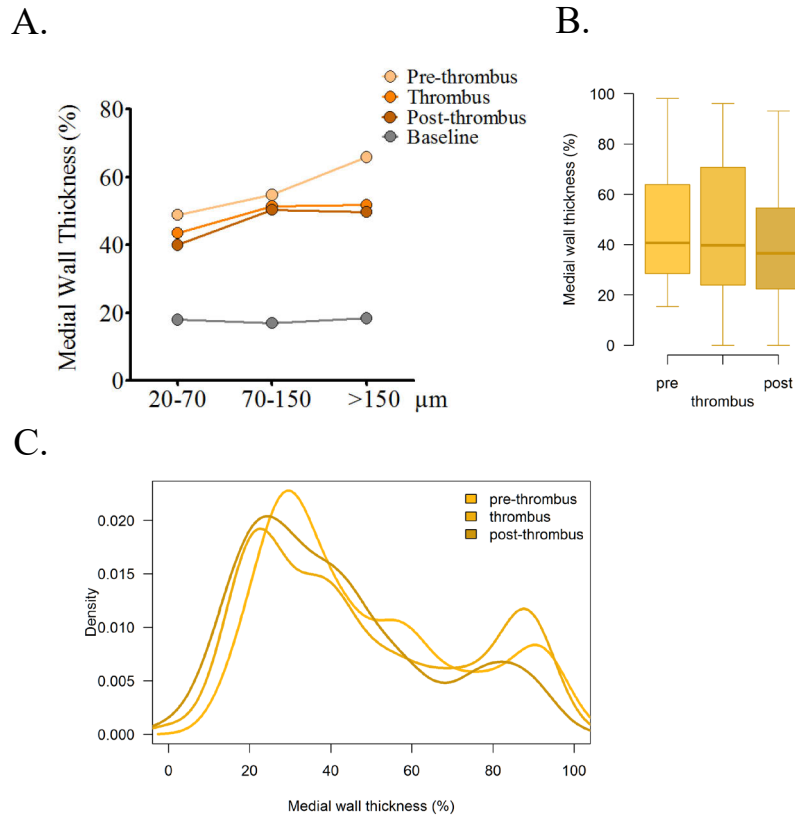 A.
Pre-thrombus
Thrombus
Post-thrombus
Baseline
Medial Wall Thickness (%)
80
60
40
20
0
20-70 70-150 >150 µm
B.
Medial wall thickness (%)
100
80
60
40
20
0
pre post
thrombus
C.
pre-thrombus
thrombus
post-thrombus
Density
0.020
0.015
0.010
0.005
0.000
0 20 40 60 80 100
Medial wall thickness (%)